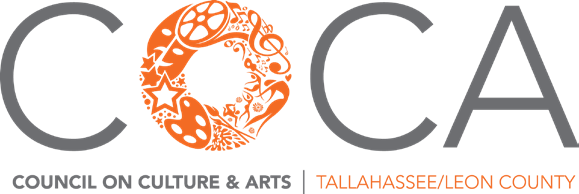 COCA
COUNCIL ON CULTURE & ARTS | TALLAHASSEE/LEON COUNTY